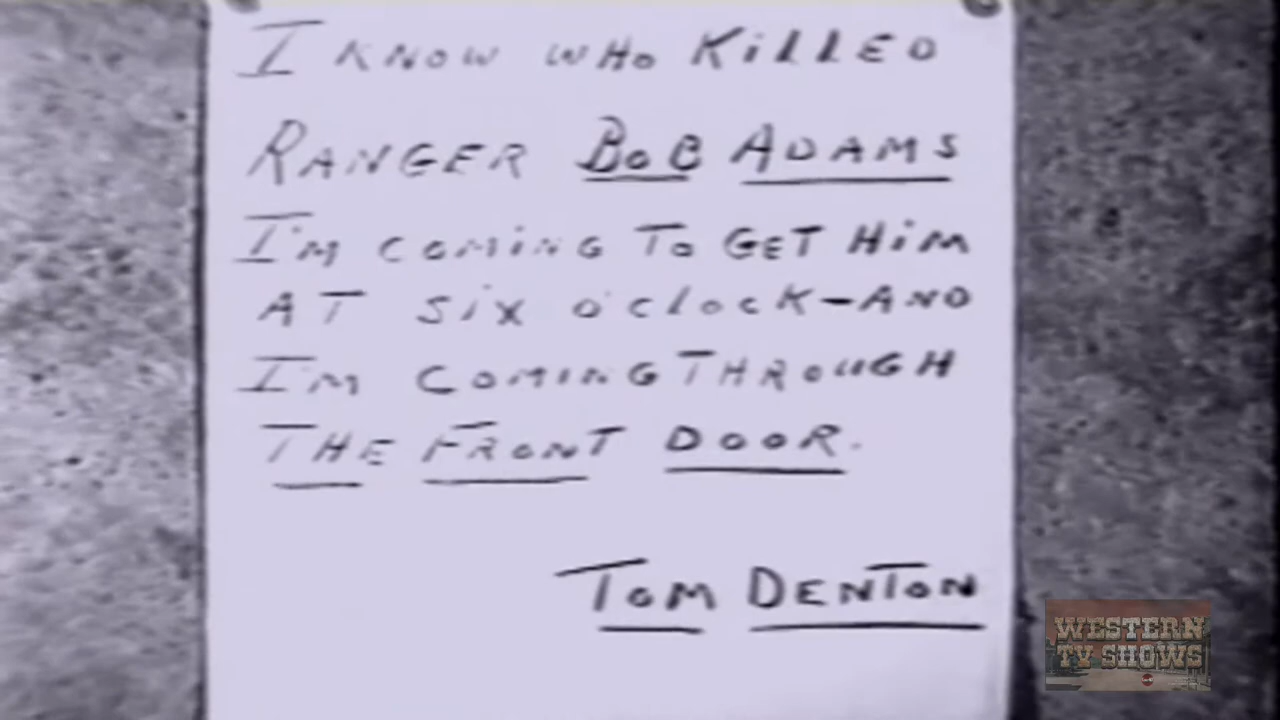 I KNOW WHO KiLLED
RANGER BOB ADAMS
I'M COMING TO GET HiM
AT Six O'clocK-AND
I'M COMING THROUGH
THE FRONT DOOR.
TOM DENTON
WESTERN
TV SHOWS